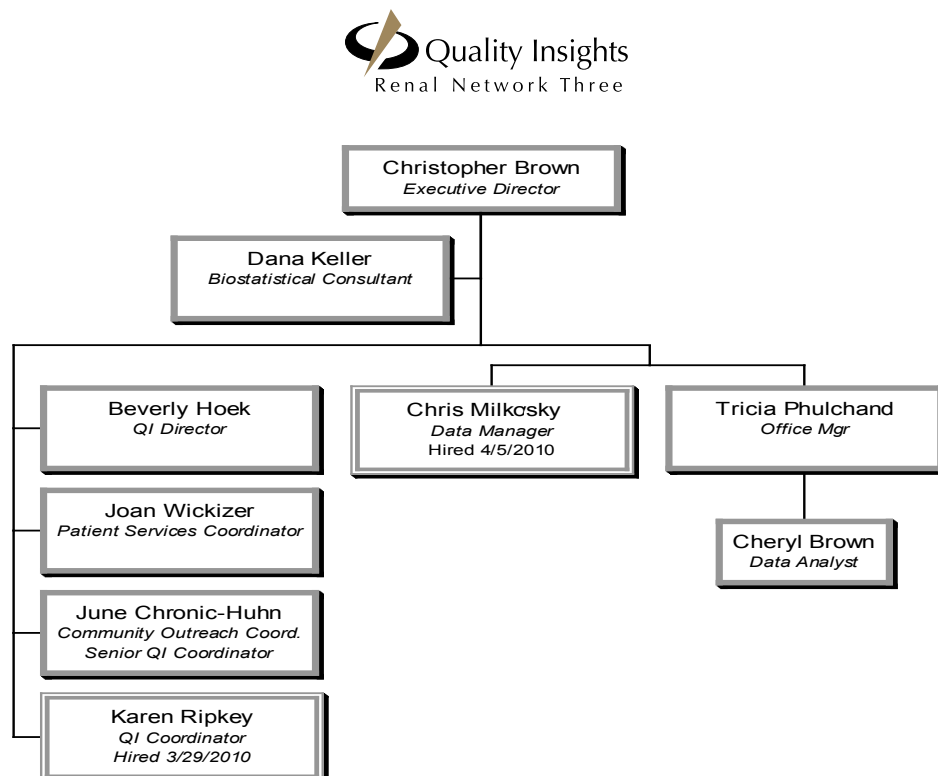 Quality Insights
Renal Network Three
Christopher Brown
Executive Director
Dana Keller
Biostatistical Consultant
Beverly Hoek
QI Director
Chris Milkosky
Data Manager
Hired 4/5/2010
Tricia Phulchand
Office Mgr
Joan Wickizer
Patient Services Coordinator
Cheryl Brown
Data Analyst
June Chronic-Huhn
Community Outreach Coord.
Senior QI Coordinator
Karen Ripkey
QI Coordinator
Hired 3/29/2010